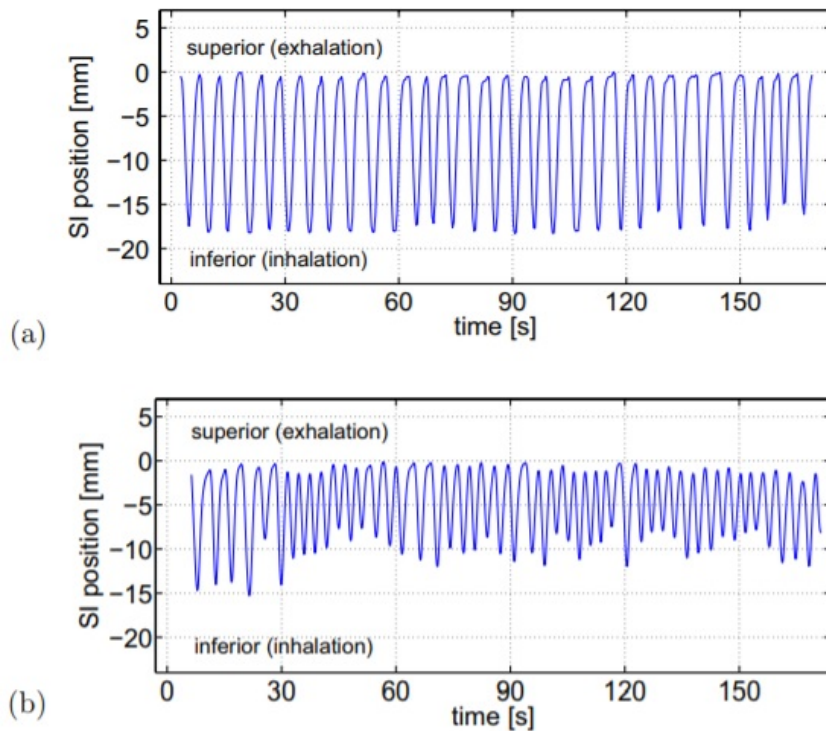 5
superior (exhalation)
0
−5
−10
−15
−20
SI position [mm]
inferior (inhalation)
0 30 60 90 120 150
time [s]
(a)
5
superior (exhalation)
0
−5
−10
−15
−20
SI position [mm]
inferior (inhalation)
0 30 60 90 120 150
time [s]
(b)